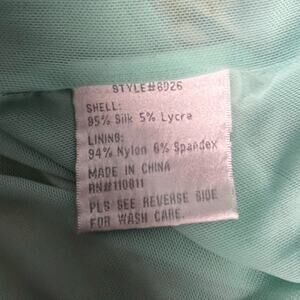 STYLE#8926
SHELL:
95% Silk 5% Lycra
LINING:
94% Nylon 6% Spandex
MADE IN CHINA
RN#110811
PLS SEE REVERSE SIDE
FOR WASH CARE.